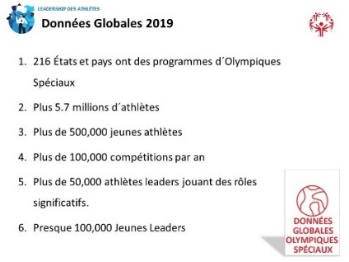 LEADERSHIP DES ATHLÈTES
Données Globales 2019
1. 216 États et pays ont des programmes d´Olympiques
Spéciaux
2. Plus 5.7 millions d´athlètes
3. Plus de 500,000 jeunes athlètes
4. Plus de 100,000 compétitions par an
5. Plus de 50,000 athlètes leaders jouant des rôles
significatifs.
6. Presque 100,000 Jeunes Leaders
DONNÉES
GLOBALES
OLYMPIQUES
SPÉCIAUX